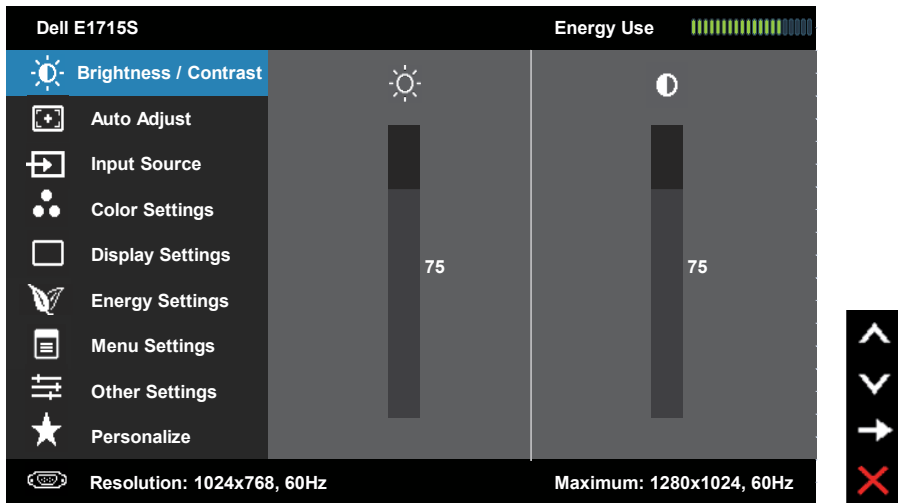 Dell E1715S Energy Use
Brightness / Contrast
Auto Adjust
Input Source
Color Settings
Display Settings
75 75
Energy Settings
Menu Settings
Other Settings
Personalize
Resolution: 1024x768, 60Hz Maximum: 1280x1024, 60Hz